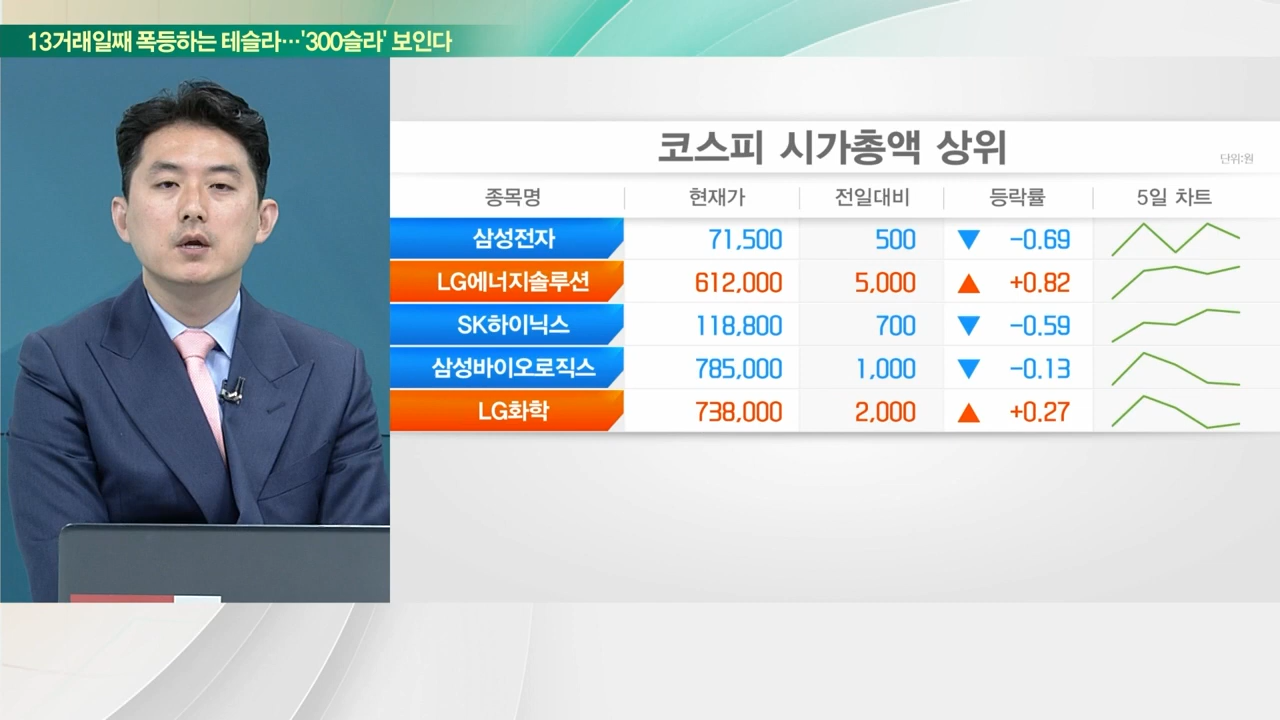 13거래일째 폭등하는 테슬라…'300슬라' 보인다
코스피 시가총액 상위
단위:원
종목명 현재가 전일대비 등락률 5일 차트
삼성전자 71,500 500 ▼ -0.69
LG에너지솔루션 612,000 5,000 ▲ +0.82
SK하이닉스 118,800 700 ▼ -0.59
삼성바이오로직스 785,000 1,000 ▼ -0.13
LG화학 738,000 2,000 ▲ +0.27